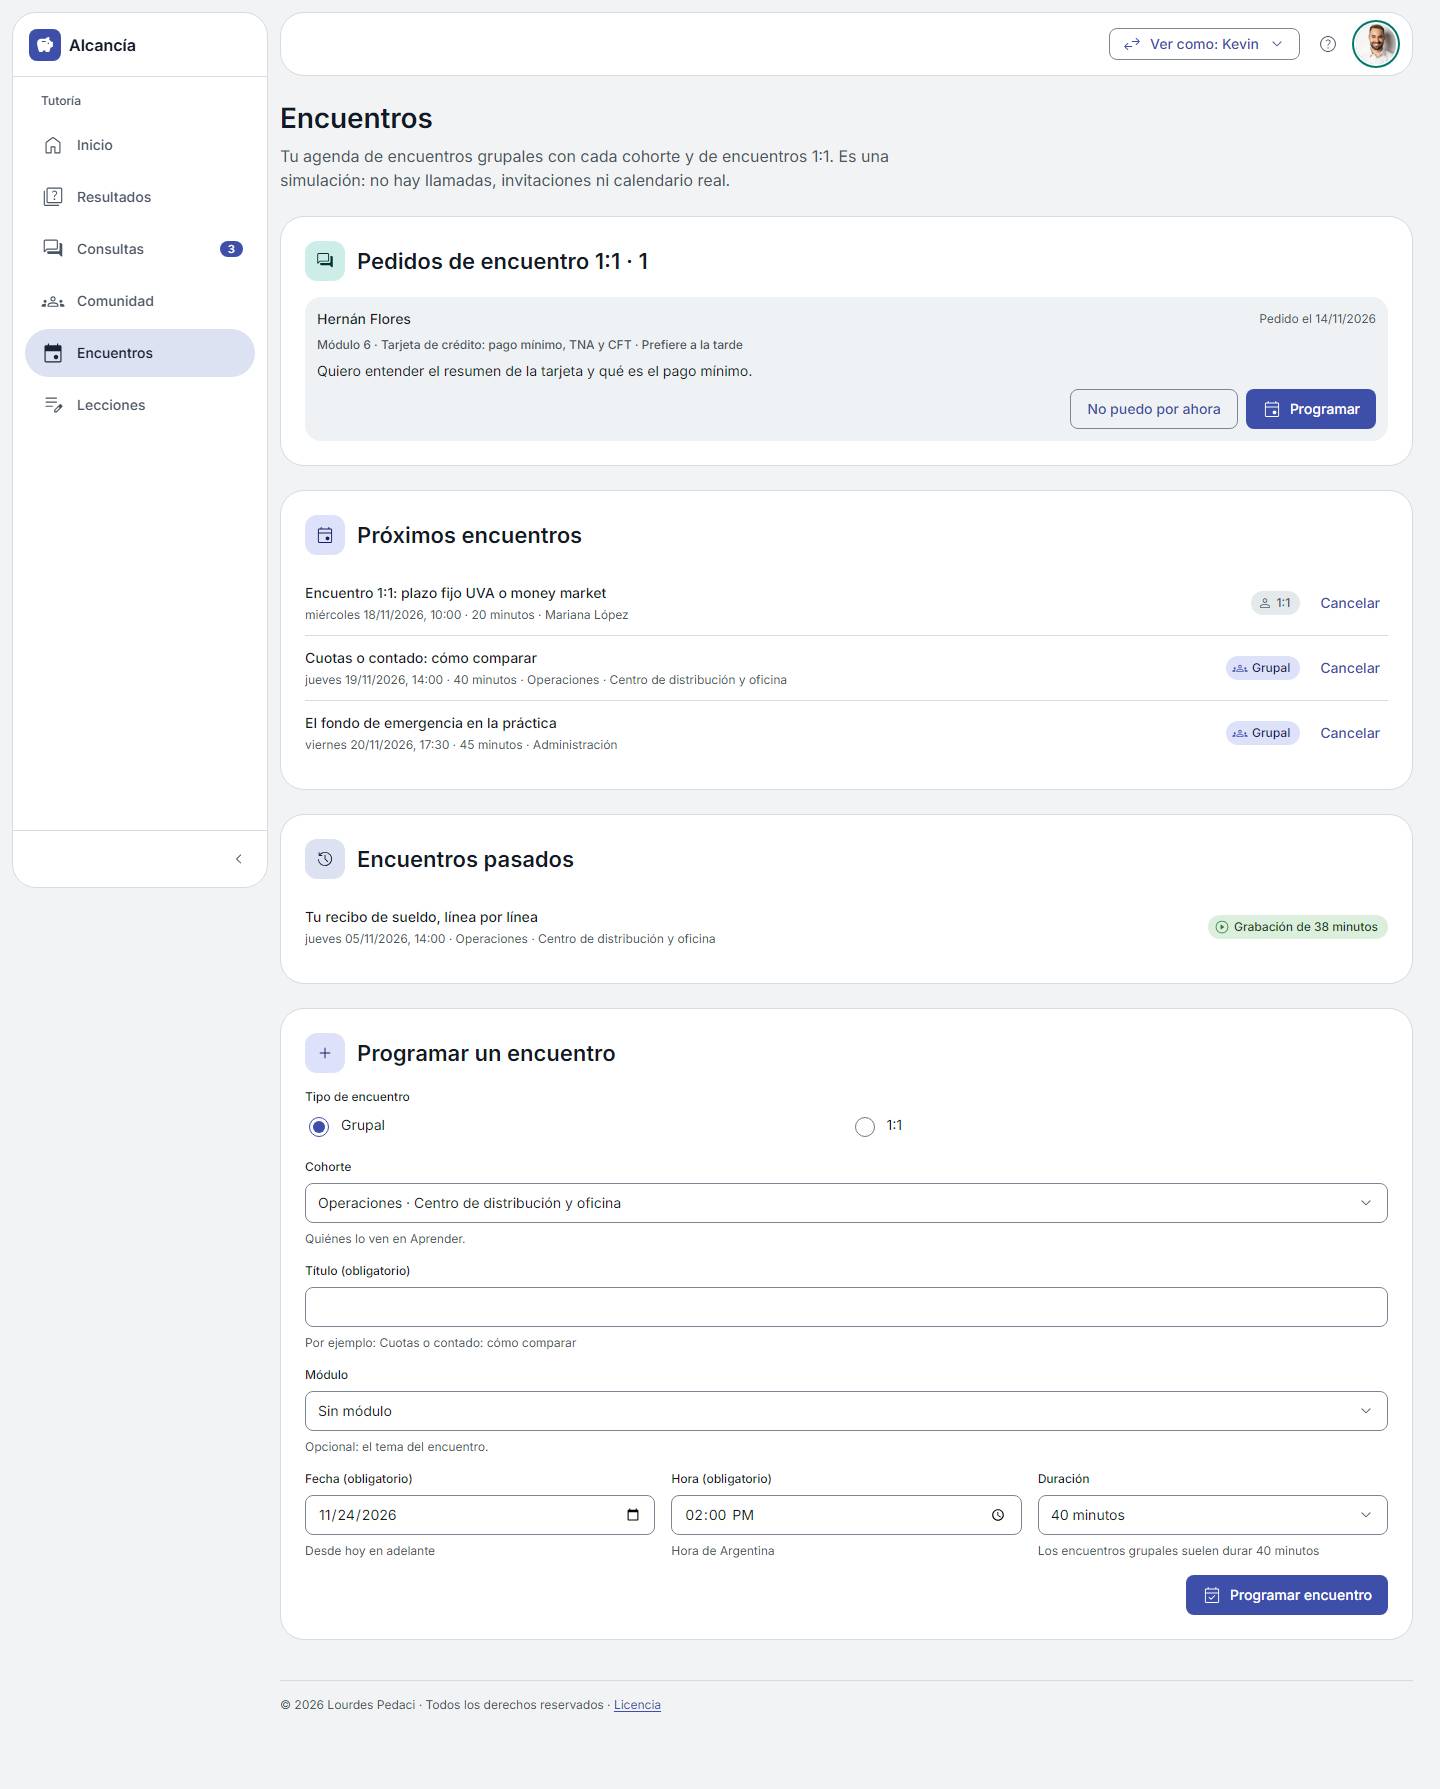 Alcancía
Ver como: Kevin
Tutoría
Inicio
Resultados
Consultas 3
Comunidad
Encuentros
Lecciones
Encuentros
Tu agenda de encuentros grupales con cada cohorte y de encuentros 1:1. Es una
simulación: no hay llamadas, invitaciones ni calendario real.
Pedidos de encuentro 1:1 · 1
Hernán Flores
Pedido el 14/11/2026
Módulo 6 · Tarjeta de crédito: pago mínimo, TNA y CFT · Prefiere a la tarde
Quiero entender el resumen de la tarjeta y qué es el pago mínimo.
No puedo por ahora
Programar
Próximos encuentros
Encuentro 1:1: plazo fijo UVA o money market
miércoles 18/11/2026, 10:00 · 20 minutos · Mariana López
1:1
Cancelar
Cuotas o contado: cómo comparar
jueves 19/11/2026, 14:00 · 40 minutos · Operaciones · Centro de distribución y oficina
Grupal
Cancelar
El fondo de emergencia en la práctica
viernes 20/11/2026, 17:30 · 45 minutos · Administración
Grupal
Cancelar
Encuentros pasados
Tu recibo de sueldo, línea por línea
jueves 05/11/2026, 14:00 · Operaciones · Centro de distribución y oficina
Grabación de 38 minutos
Programar un encuentro
Tipo de encuentro
Grupal
1:1
Cohorte
Operaciones · Centro de distribución y oficina
Quiénes lo ven en Aprender.
Título (obligatorio)
Por ejemplo: Cuotas o contado: cómo comparar
Módulo
Sin módulo
Opcional: el tema del encuentro.
Fecha (obligatorio)
11/24/2026
Desde hoy en adelante
Hora (obligatorio)
02:00 PM
Hora de Argentina
Duración
40 minutos
Los encuentros grupales suelen durar 40 minutos
Programar encuentro
© 2026 Lourdes Pedaci · Todos los derechos reservados · Licencia